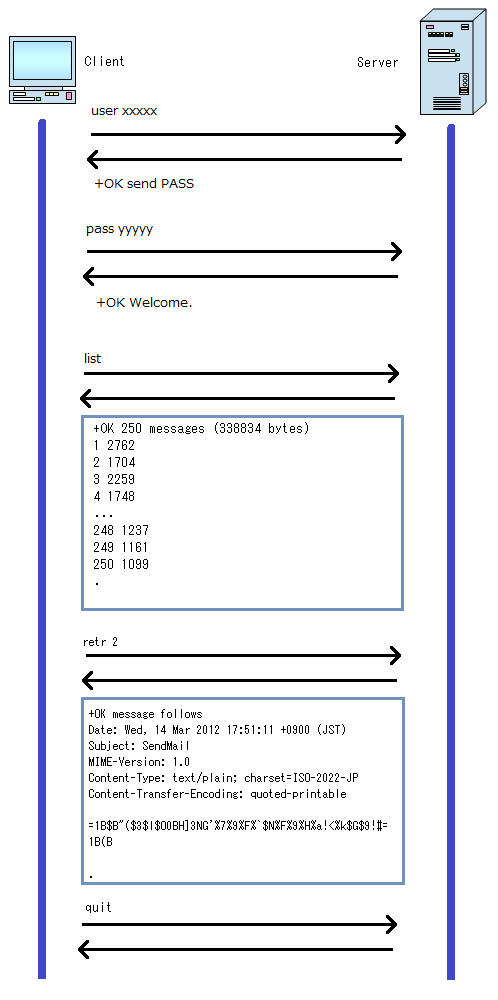 Client
Server
user xxxxx
+OK send PASS
pass yyyyy
+OK Welcome.
list
+OK 250 messages (338834 bytes)
1 2762
2 1704
3 2259
4 1748
...
248 1237
249 1161
250 1099
.
retr 2
+OK message follows
Date: Wed, 14 Mar 2012 17:51:11 +0900 (JST)
Subject: SendMail
MIME-Version: 1.0
Content-Type: text/plain; charset=ISO-2022-JP
Content-Transfer-Encoding: quoted-printable
=1B$B"($3$l$O0BH]3NG'%7%9%F%`$N%F%9%H%a!<%k$G$9!#=
1B(B
.
quit